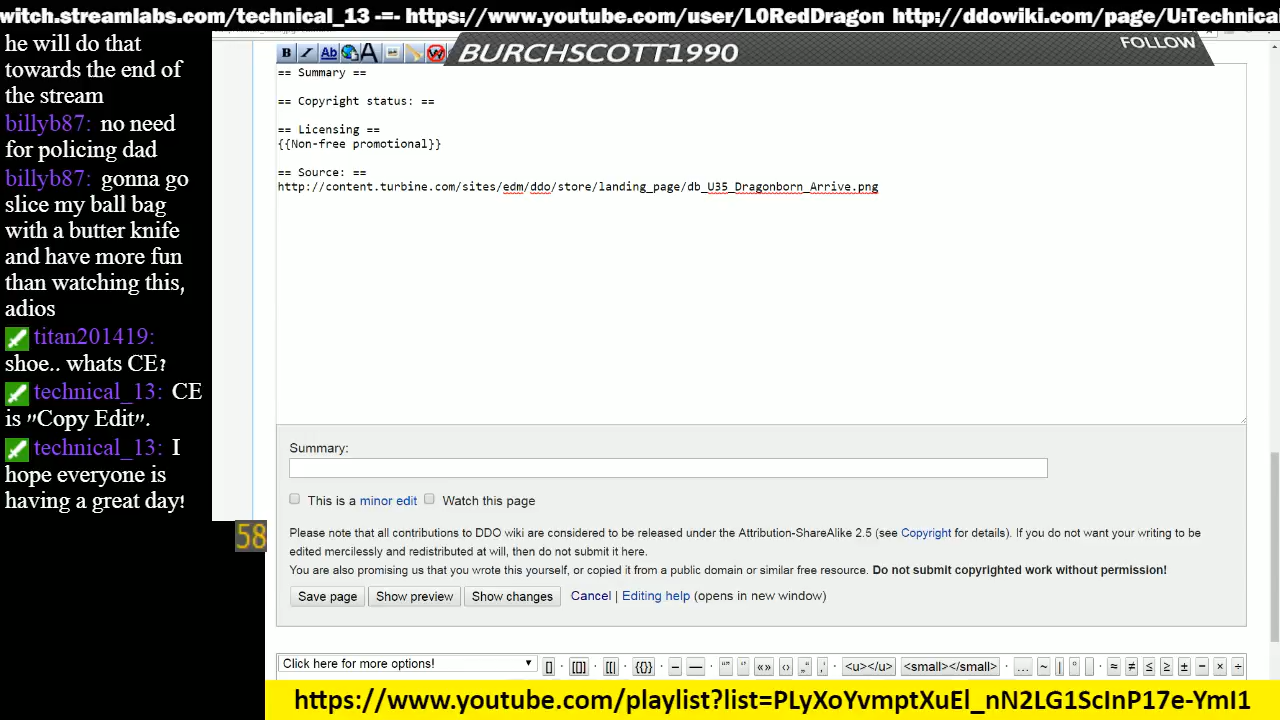 witch.streamlabs.com/technical_13 -=- https://www.youtube.com/user/L0RedDragon http://ddowiki.com/page/U:Technica
BURCHSCOTT1990
FOLLOW
he will do that
towards the end of
the stream
billyb87: no need
for policing dad
billyb87: gonna go
slice my ball bag
with a butter knife
and have more fun
than watching this,
adios
titan201419:
shoe.. whats CE?
technical_13: CE
is "Copy Edit".
technical_13: I
hope everyone is
having a great day!
58
B I Ab A W
== Summary ==
== Copyright status: ==
== Licensing ==
{{Non-free promotional}}
== Source: ==
http://content.turbine.com/sites/edm/ddo/store/landing_page/db_U35_Dragonborn_Arrive.png
Summary:
This is a minor edit Watch this page
Please note that all contributions to DDO wiki are considered to be released under the Attribution-ShareAlike 2.5 (see Copyright for details). If you do not want your writing to
be edited mercilessly and redistributed at will, then do not submit it here.
You are also promising us that you wrote this yourself, or copied it from a public domain or similar free resource. Do not submit copyrighted work without permission!
Save page Show preview Show changes Cancel | Editing help (opens in new window)
Click here for more options! [] · [[]] · [[| · {{}} · – — · “” ‘’ «» ‹› „“ ‚‘ · <u></u> · <small></small> · … ~ | ° · ≈ ≠ ≤ ≥ ± − × ÷
https://www.youtube.com/playlist?list=PLyXoYvmptXuEl_nN2LG1ScInP17e-YmI1